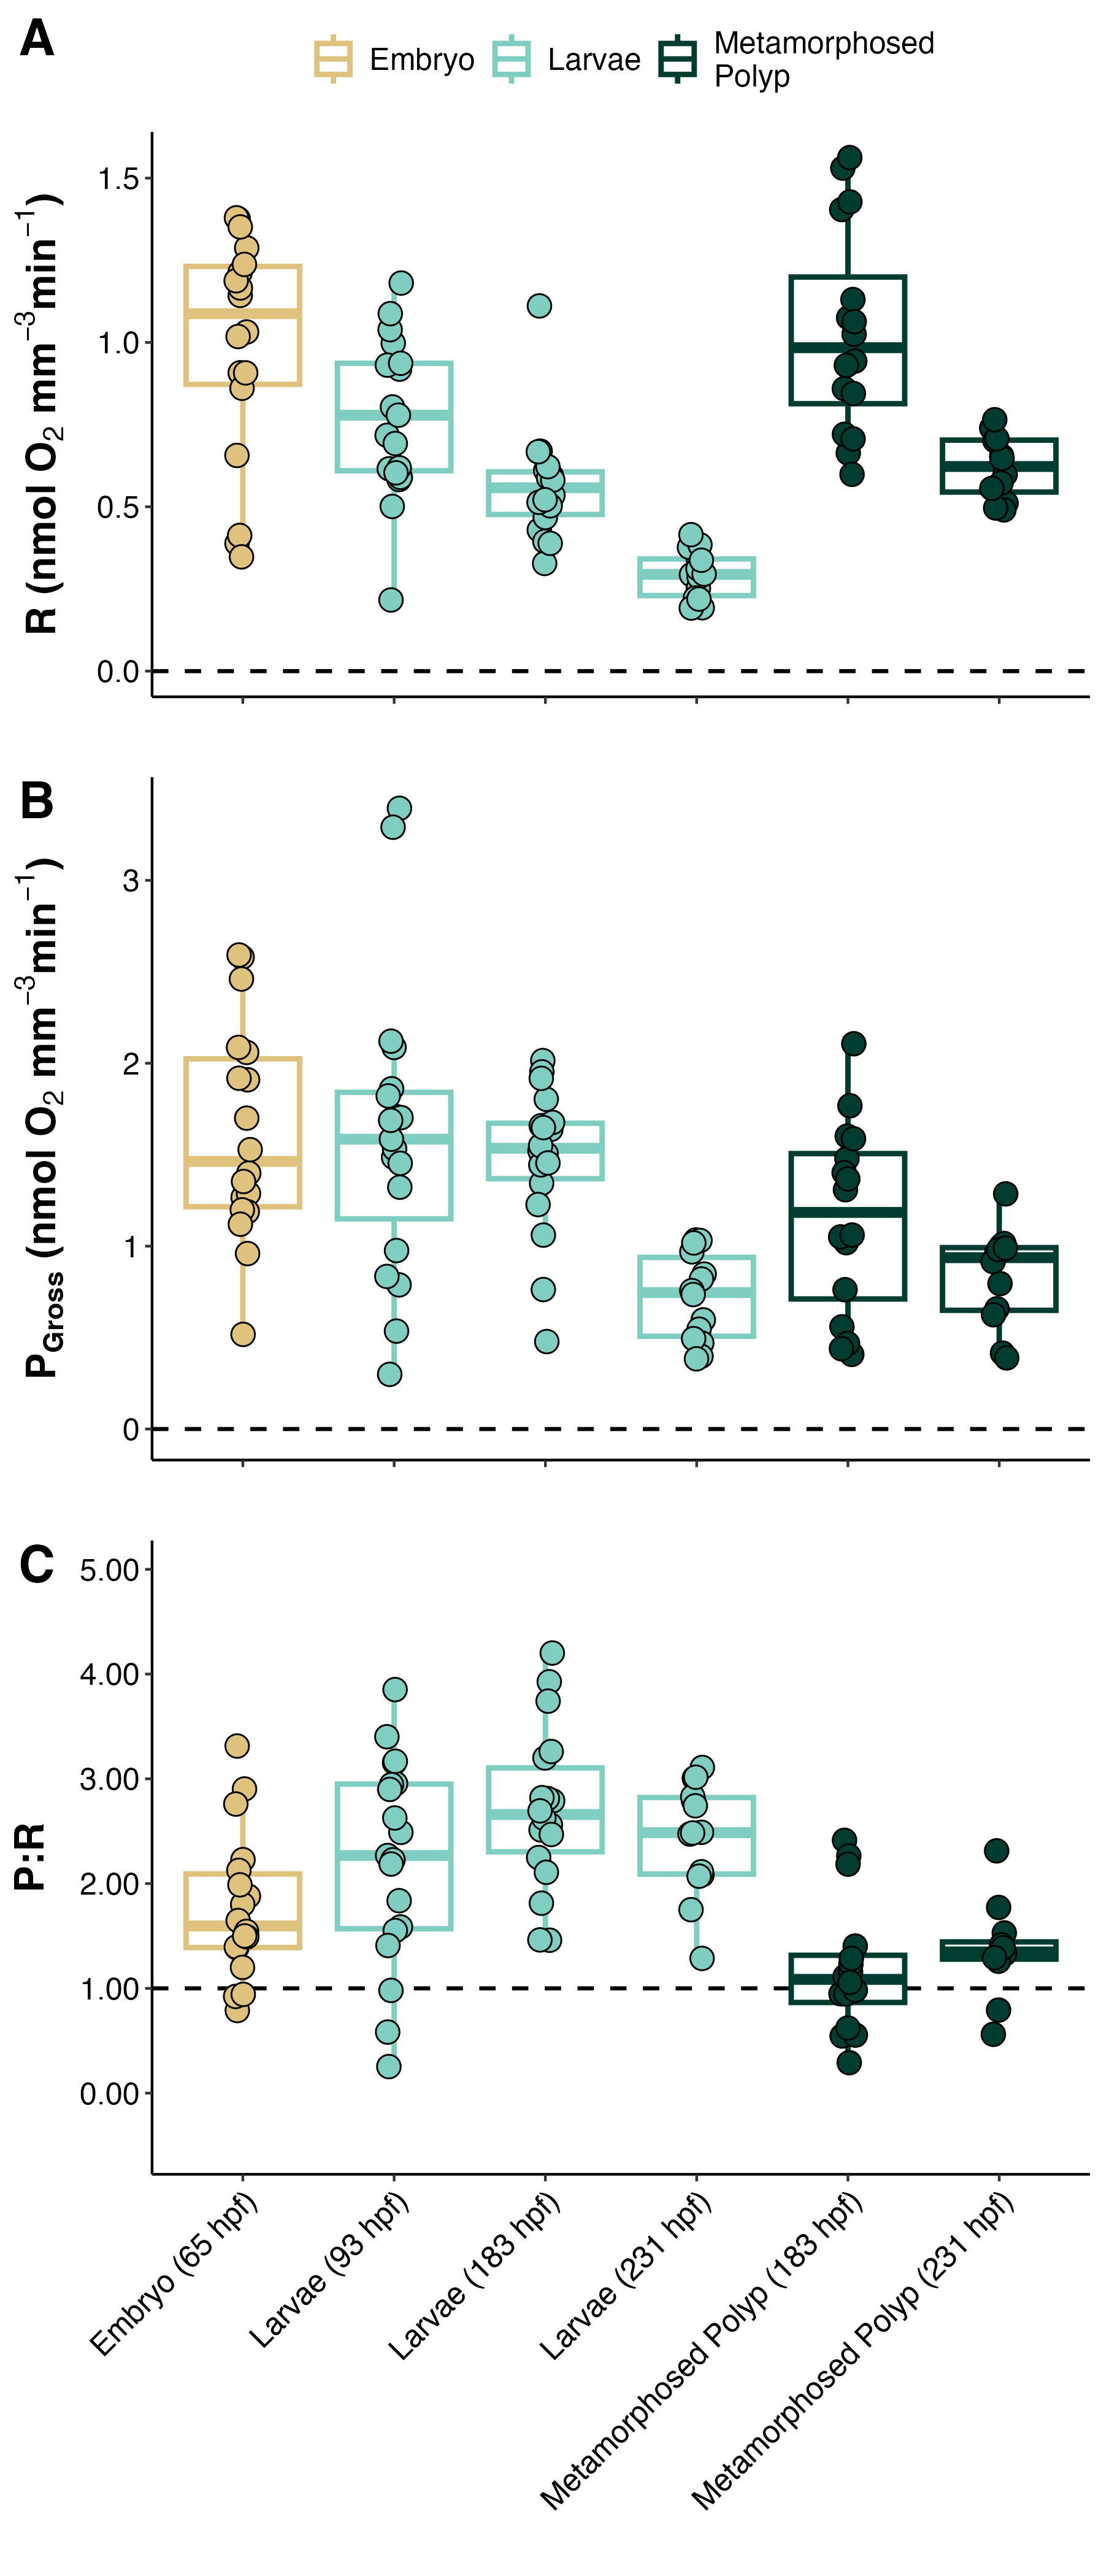 A
Embryo
Larvae
Metamorphosed
Polyp
R (nmol O₂ mm⁻³min⁻¹)
1.5
1.0
0.5
0.0
B
P_Gross (nmol O₂ mm⁻³min⁻¹)
3
2
1
0
C
P:R
5.00
4.00
3.00
2.00
1.00
0.00
Embryo (65 hpf)
Larvae (93 hpf)
Larvae (183 hpf)
Larvae (231 hpf)
Metamorphosed Polyp (183 hpf)
Metamorphosed Polyp (231 hpf)